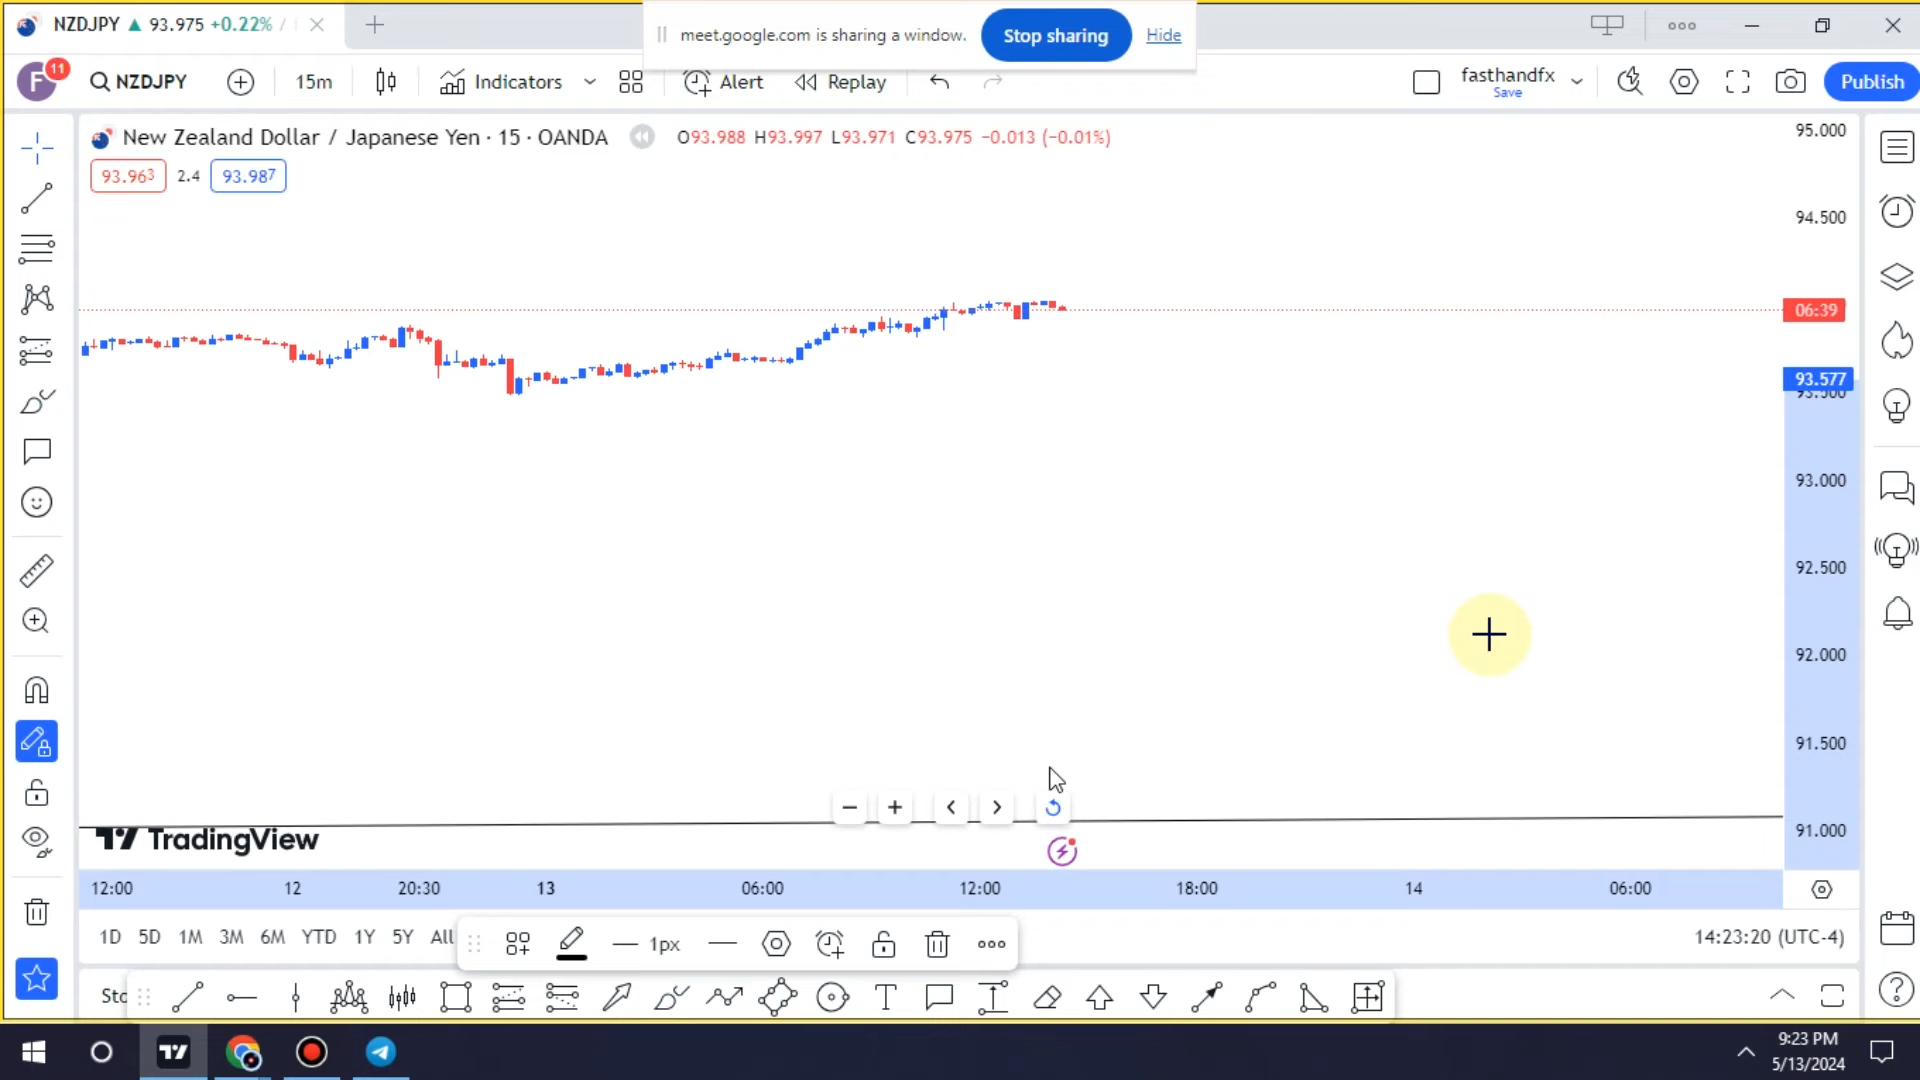 NZDJPY ▲ 93.975 +0.22% /
meet.google.com is sharing a window. Stop sharing Hide
F 11 NZDJPY 15m Indicators Alert Replay fasthandfx Save Publish
New Zealand Dollar / Japanese Yen · 15 · OANDA O93.988 H93.997 L93.971 C93.975 −0.013 (−0.01%)
93.963 2.4 93.987
95.000
94.500
06:39
93.577
93.500
93.000
92.500
92.000
91.500
91.000
TradingView
12:00 12 20:30 13 06:00 12:00 18:00 14 06:00
1D 5D 1M 3M 6M YTD 1Y 5Y All 1px 14:23:20 (UTC-4)
Sto
9:23 PM
5/13/2024